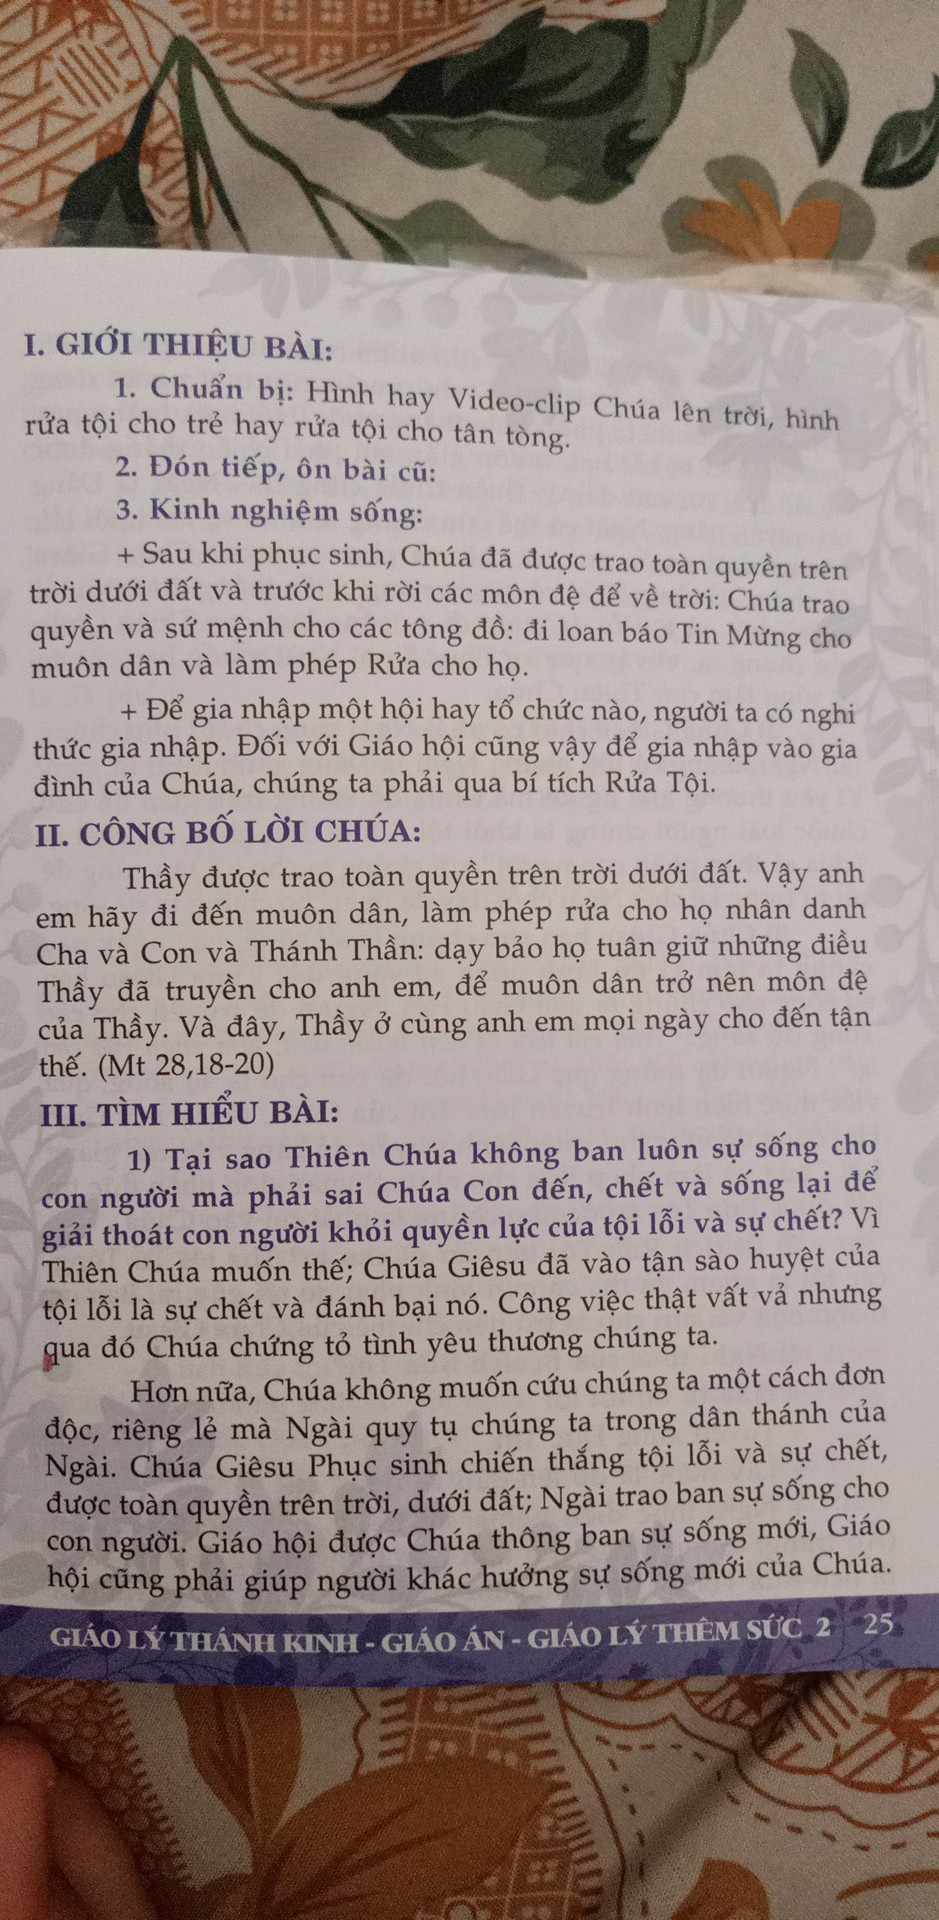 I. GIỚI THIỆU BÀI:
1. Chuẩn bị: Hình hay Video-clip Chúa lên trời, hình
rửa tội cho trẻ hay rửa tội cho tân tòng.
2. Đón tiếp, ôn bài cũ:
3. Kinh nghiệm sống:
+ Sau khi phục sinh, Chúa đã được trao toàn quyền trên
trời dưới đất và trước khi rời các môn đệ để về trời: Chúa trao
quyền và sứ mệnh cho các tông đồ: đi loan báo Tin Mừng cho
muôn dân và làm phép Rửa cho họ.
+ Để gia nhập một hội hay tổ chức nào, người ta có nghi
thức gia nhập. Đối với Giáo hội cũng vậy để gia nhập vào gia
đình của Chúa, chúng ta phải qua bí tích Rửa Tội.
II. CÔNG BỐ LỜI CHÚA:
Thầy được trao toàn quyền trên trời dưới đất. Vậy anh
em hãy đi đến muôn dân, làm phép rửa cho họ nhân danh
Cha và Con và Thánh Thần: dạy bảo họ tuân giữ những điều
Thầy đã truyền cho anh em, để muôn dân trở nên môn đệ
của Thầy. Và đây, Thầy ở cùng anh em mọi ngày cho đến tận
thế. (Mt 28,18-20)
III. TÌM HIỂU BÀI:
1) Tại sao Thiên Chúa không ban luôn sự sống cho
con người mà phải sai Chúa Con đến, chết và sống lại để
giải thoát con người khỏi quyền lực của tội lỗi và sự chết? Vì
Thiên Chúa muốn thế; Chúa Giêsu đã vào tận sào huyệt của
tội lỗi là sự chết và đánh bại nó. Công việc thật vất vả nhưng
qua đó Chúa chứng tỏ tình yêu thương chúng ta.
Hơn nữa, Chúa không muốn cứu chúng ta một cách đơn
độc, riêng lẻ mà Ngài quy tụ chúng ta trong dân thánh của
Ngài. Chúa Giêsu Phục sinh chiến thắng tội lỗi và sự chết,
được toàn quyền trên trời, dưới đất; Ngài trao ban sự sống cho
con người. Giáo hội được Chúa thông ban sự sống mới, Giáo
hội cũng phải giúp người khác hưởng sự sống mới của Chúa.
GIÁO LÝ THÁNH KINH - GIÁO ÁN - GIÁO LÝ THÊM SỨC 2 25